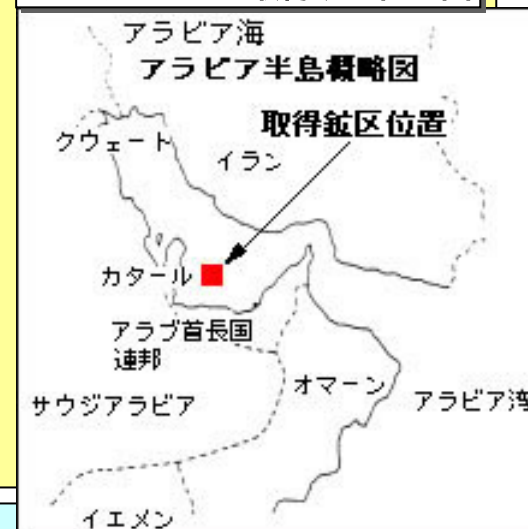 アラビア海
アラビア半島概略図
取得鉱区位置
クウェート
イラン
カタール
アラブ首長国
連邦
オマーン
サウジアラビア
アラビア湾
イエメン